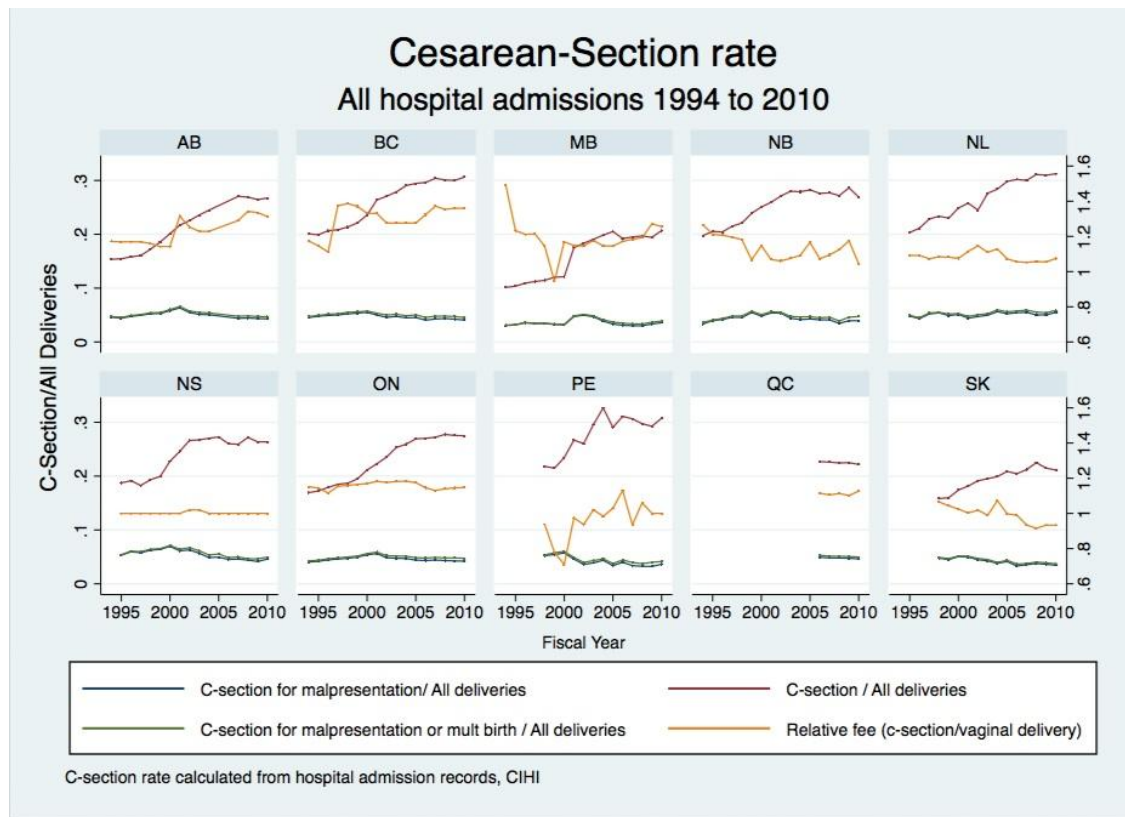 Cesarean-Section rate
All hospital admissions 1994 to 2010
AB BC MB NB NL
C-Section/All Deliveries
.3
.2
.1
0
1.6
1.4
1.2
1
.8
.6
NS ON PE QC SK
.3
.2
.1
0
1.6
1.4
1.2
1
.8
.6
1995 2000 2005 2010 1995 2000 2005 2010 1995 2000 2005 2010 1995 2000 2005 2010 1995 2000 2005 2010
Fiscal Year
C-section for malpresentation/ All deliveries C-section / All deliveries
C-section for malpresentation or mult birth / All deliveries Relative fee (c-section/vaginal delivery)
C-section rate calculated from hospital admission records, CIHI